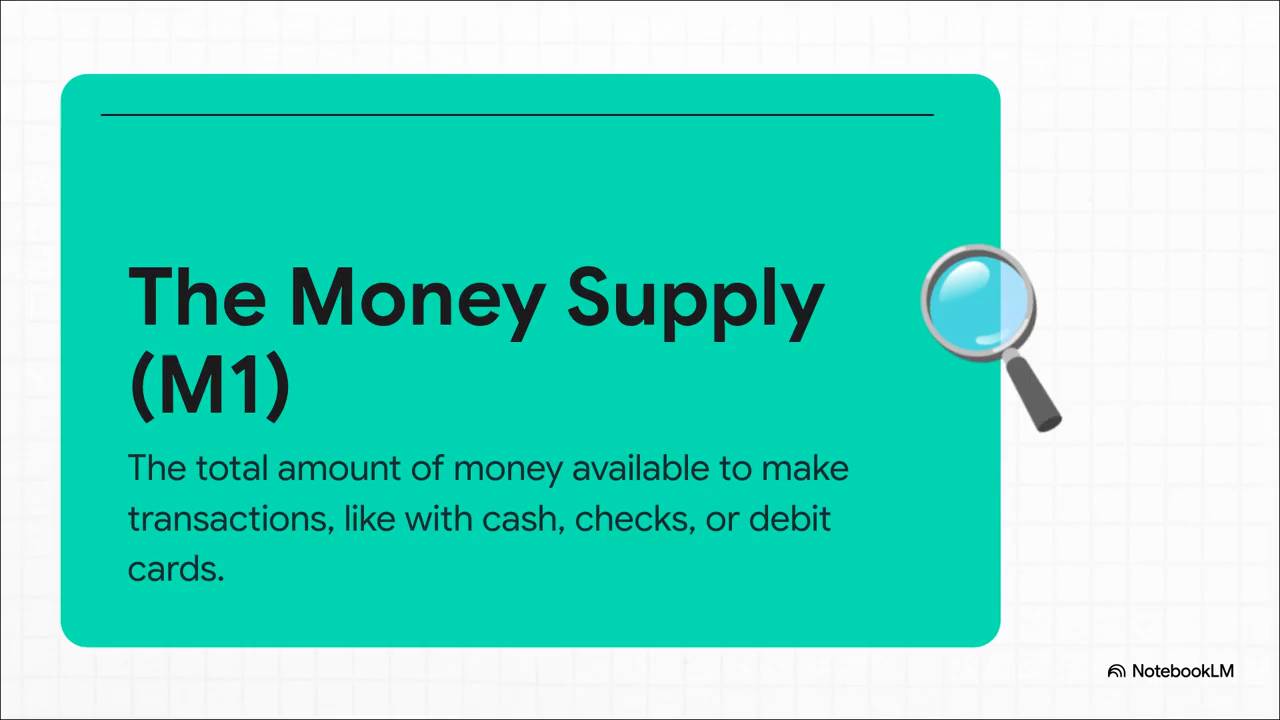 The Money Supply
(M1)
The total amount of money available to make
transactions, like with cash, checks, or debit
cards.
NotebookLM